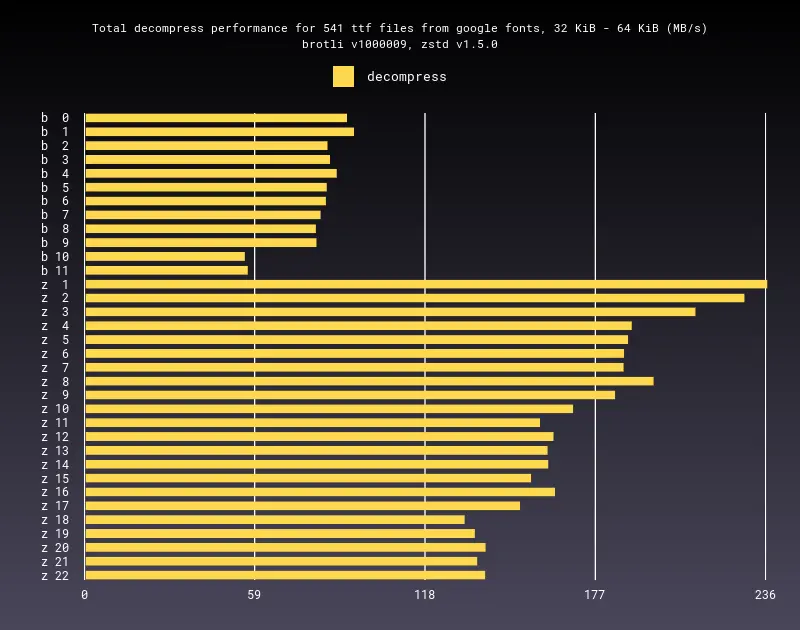 Total decompress performance for 541 ttf files from google fonts, 32 KiB - 64 KiB (MB/s)
brotli v1000009, zstd v1.5.0
decompress
b 0
b 1
b 2
b 3
b 4
b 5
b 6
b 7
b 8
b 9
b 10
b 11
z 1
z 2
z 3
z 4
z 5
z 6
z 7
z 8
z 9
z 10
z 11
z 12
z 13
z 14
z 15
z 16
z 17
z 18
z 19
z 20
z 21
z 22
0 59 118 177 236